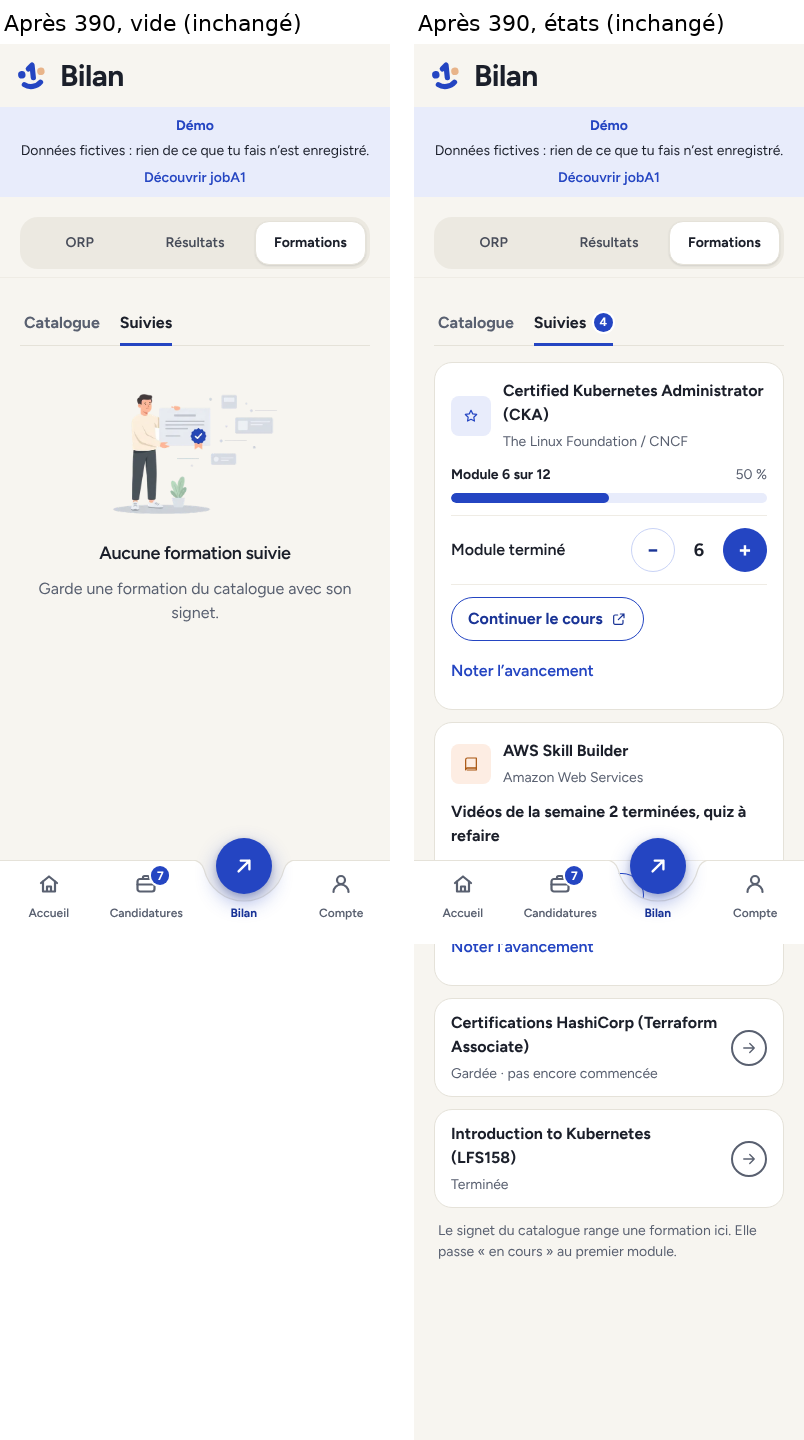 Après 390, vide (inchangé)
Bilan
Démo
Données fictives : rien de ce que tu fais n’est enregistré.
Découvrir jobA1
ORP
Résultats
Formations
Catalogue
Suivies
Aucune formation suivie
Garde une formation du catalogue avec son
signet.
Accueil
7
Candidatures
Bilan
Compte
Après 390, états (inchangé)
Bilan
Démo
Données fictives : rien de ce que tu fais n’est enregistré.
Découvrir jobA1
ORP
Résultats
Formations
Catalogue
Suivies 4
Certified Kubernetes Administrator
(CKA)
The Linux Foundation / CNCF
Module 6 sur 12
50 %
Module terminé
− 6 +
Continuer le cours
Noter l’avancement
AWS Skill Builder
Amazon Web Services
Vidéos de la semaine 2 terminées, quiz à
refaire
Accueil
7
Candidatures
Bilan
Compte
Noter l’avancement
Certifications HashiCorp (Terraform
Associate)
Gardée · pas encore commencée
Introduction to Kubernetes
(LFS158)
Terminée
Le signet du catalogue range une formation ici. Elle
passe « en cours » au premier module.